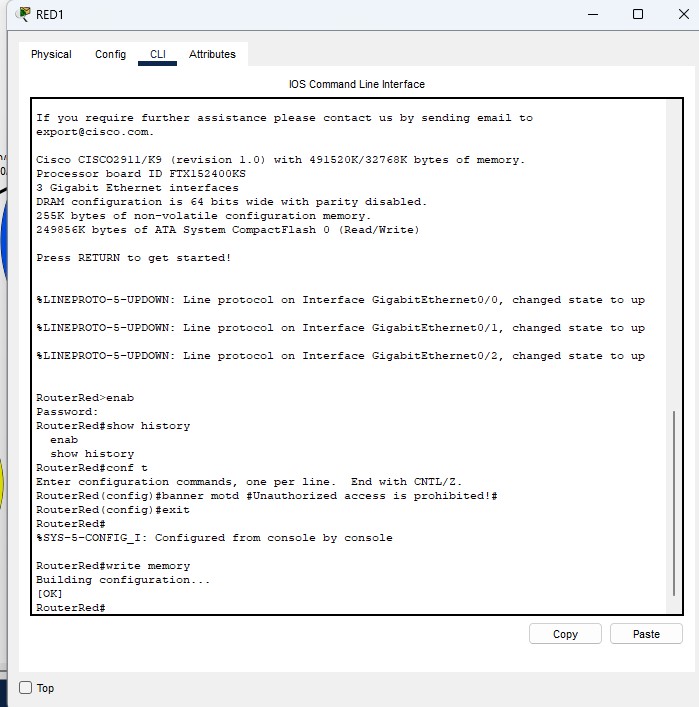 RED1
Physical Config CLI Attributes
IOS Command Line Interface
If you require further assistance please contact us by sending email to
export@cisco.com.
Cisco CISCO2911/K9 (revision 1.0) with 491520K/32768K bytes of memory.
Processor board ID FTX152400KS
3 Gigabit Ethernet interfaces
DRAM configuration is 64 bits wide with parity disabled.
255K bytes of non-volatile configuration memory.
249856K bytes of ATA System CompactFlash 0 (Read/Write)
Press RETURN to get started!
%LINEPROTO-5-UPDOWN: Line protocol on Interface GigabitEthernet0/0, changed state to up
%LINEPROTO-5-UPDOWN: Line protocol on Interface GigabitEthernet0/1, changed state to up
%LINEPROTO-5-UPDOWN: Line protocol on Interface GigabitEthernet0/2, changed state to up
RouterRed>enab
Password:
RouterRed#show history
enab
show history
RouterRed#conf t
Enter configuration commands, one per line.  End with CNTL/Z.
RouterRed(config)#banner motd #Unauthorized access is prohibited!#
RouterRed(config)#exit
RouterRed#
%SYS-5-CONFIG_I: Configured from console by console
RouterRed#write memory
Building configuration...
[OK]
RouterRed#
Copy Paste
Top